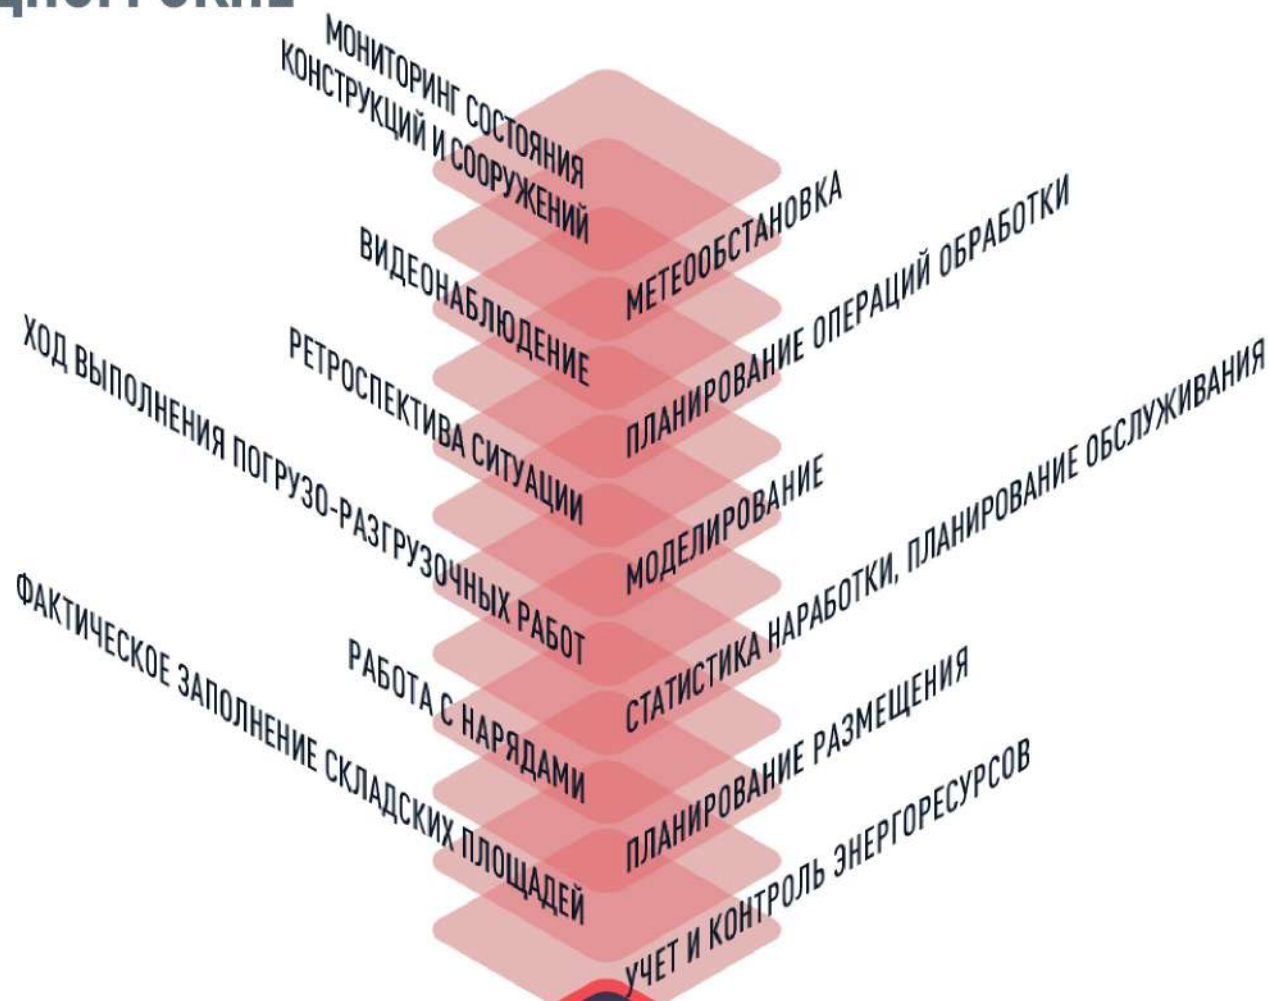 МОНИТОРИНГ СОСТОЯНИЯ
КОНСТРУКЦИЙ И СООРУЖЕНИЙ
МЕТЕООБСТАНОВКА
ВИДЕОНАБЛЮДЕНИЕ
ПЛАНИРОВАНИЕ ОПЕРАЦИЙ ОБРАБОТКИ
РЕТРОСПЕКТИВА СИТУАЦИИ
МОДЕЛИРОВАНИЕ
ХОД ВЫПОЛНЕНИЯ ПОГРУЗО-РАЗГРУЗОЧНЫХ РАБОТ
СТАТИСТИКА НАРАБОТКИ, ПЛАНИРОВАНИЕ ОБСЛУЖИВАНИЯ
РАБОТА С НАРЯДАМИ
ПЛАНИРОВАНИЕ РАЗМЕЩЕНИЯ
ФАКТИЧЕСКОЕ ЗАПОЛНЕНИЕ СКЛАДСКИХ ПЛОЩАДЕЙ
УЧЕТ И КОНТРОЛЬ ЭНЕРГОРЕСУРСОВ